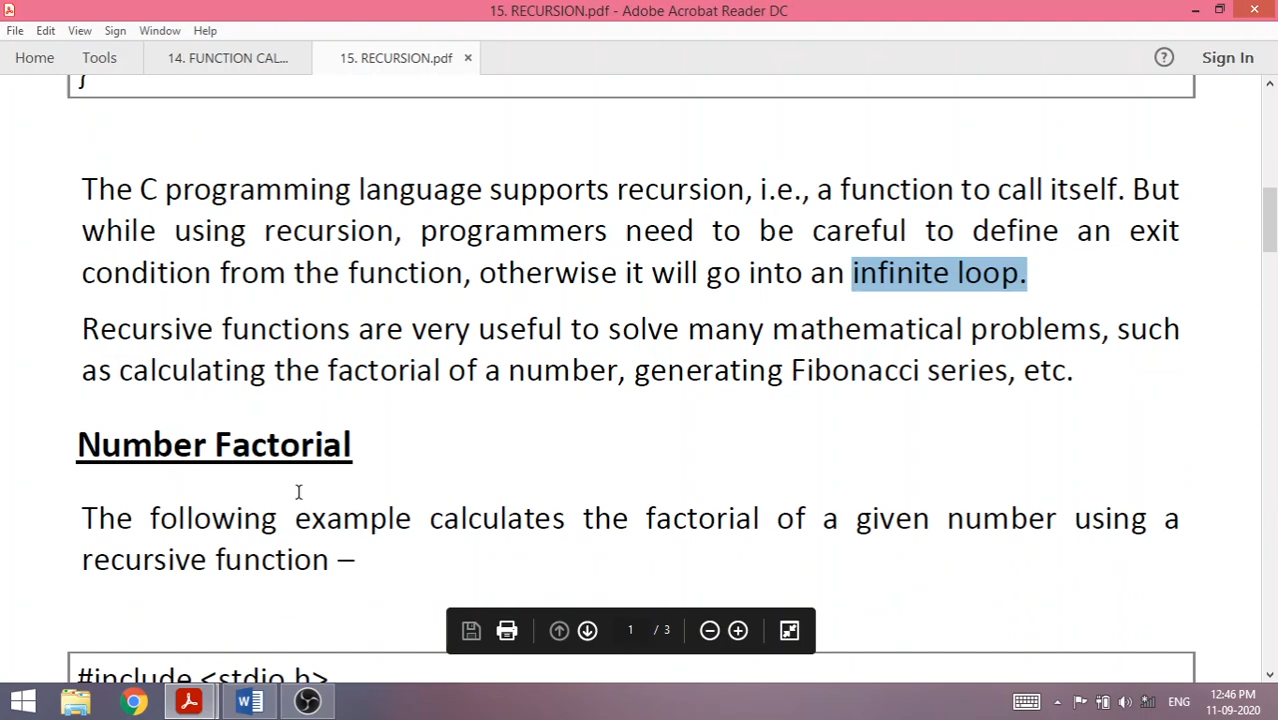 15. RECURSION.pdf - Adobe Acrobat Reader DC
File Edit View Sign Window Help
Home Tools 14. FUNCTION CAL... 15. RECURSION.pdf × ? Sign In
}
The C programming language supports recursion, i.e., a function to call itself. But
while using recursion, programmers need to be careful to define an exit
condition from the function, otherwise it will go into an infinite loop.
Recursive functions are very useful to solve many mathematical problems, such
as calculating the factorial of a number, generating Fibonacci series, etc.
Number Factorial
The following example calculates the factorial of a given number using a
recursive function –
1 / 3
#include <stdio.h>
ENG 12:46 PM
11-09-2020